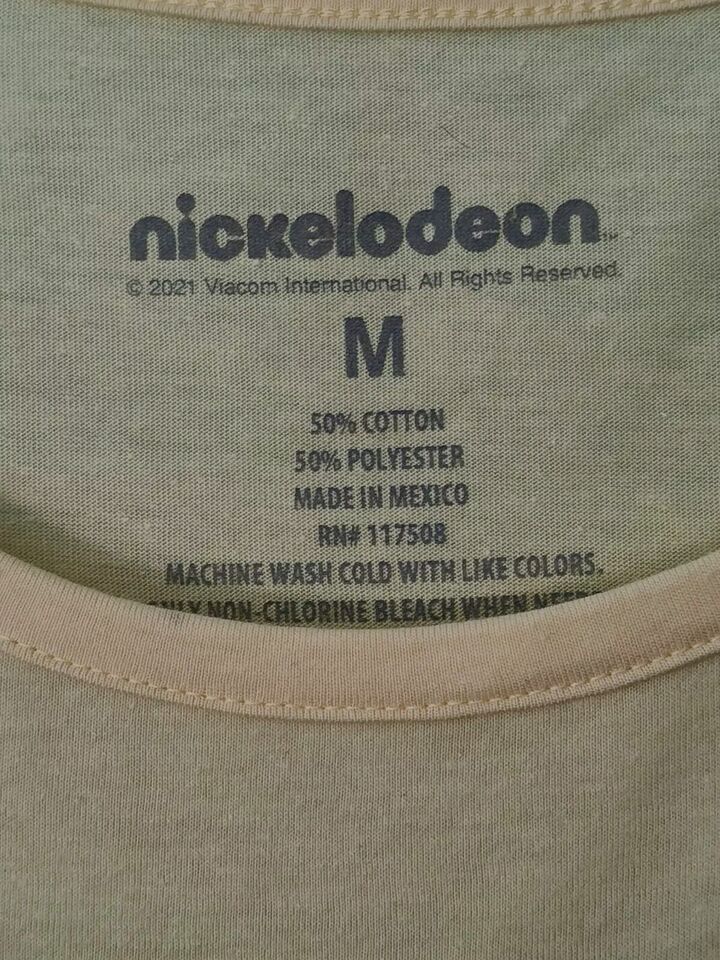 nickelodeon™
© 2021 Viacom International. All Rights Reserved.
M
50% COTTON
50% POLYESTER
MADE IN MEXICO
RN# 117508
MACHINE WASH COLD WITH LIKE COLORS.
NON-CHLORINE BLEACH WHEN